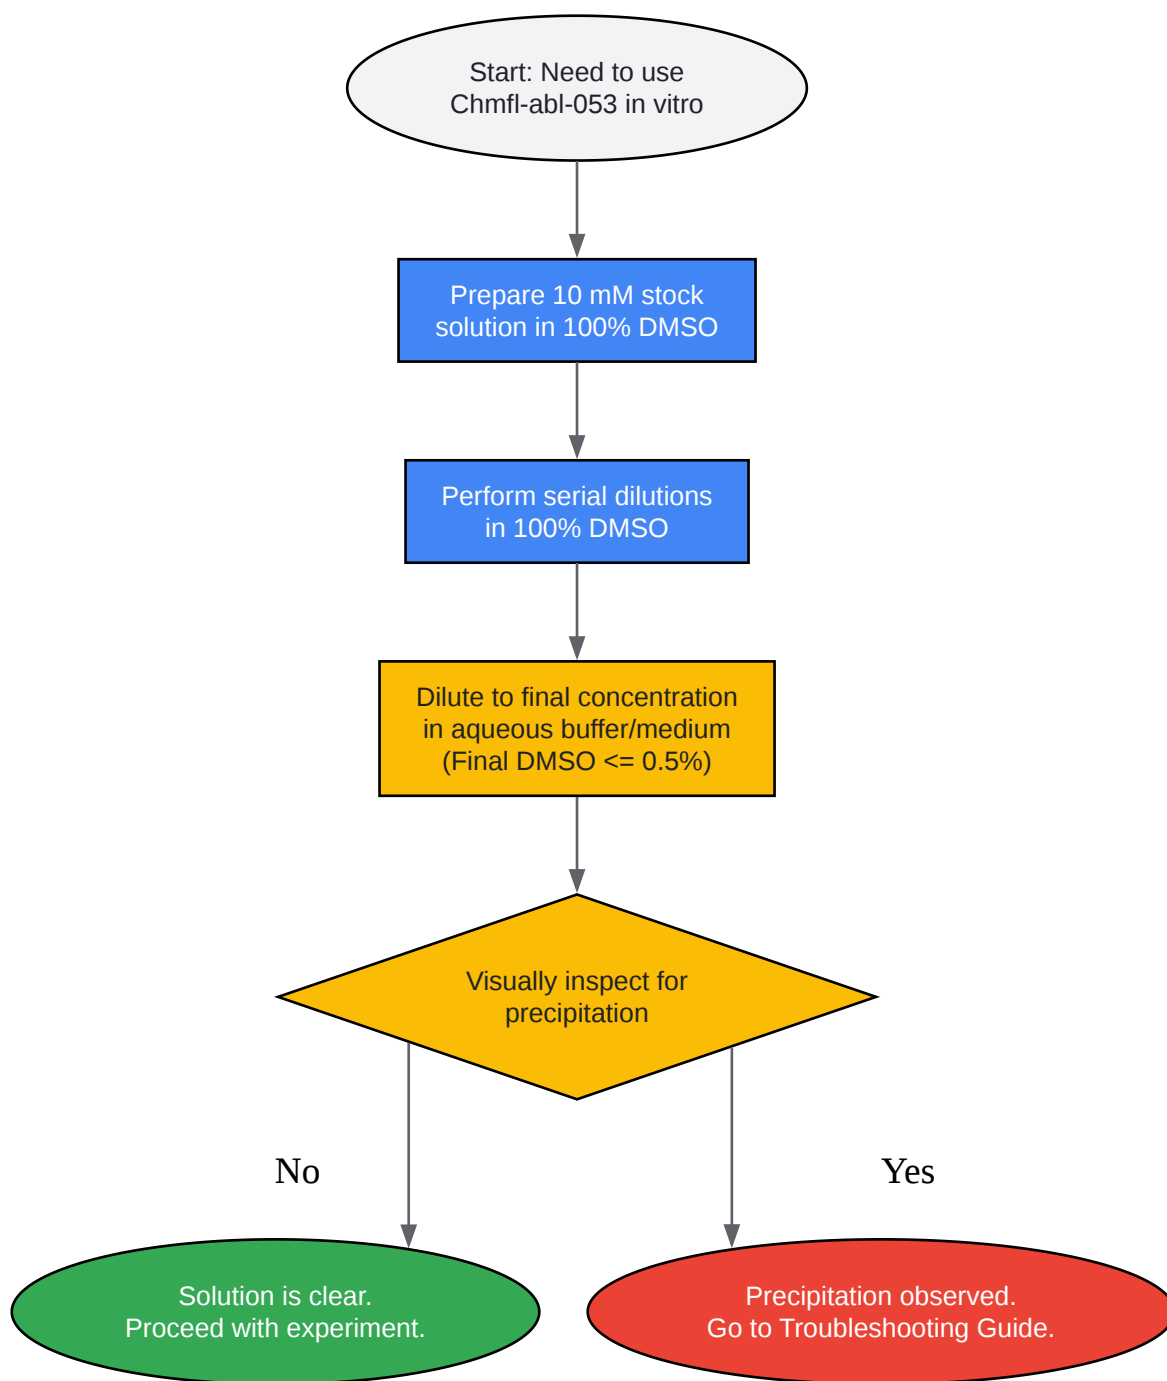 Start: Need to use
Chmfl-abl-053 in vitro
Prepare 10 mM stock
solution in 100% DMSO
Perform serial dilutions
in 100% DMSO
Dilute to final concentration
in aqueous buffer/medium
(Final DMSO <= 0.5%)
Visually inspect for
precipitation
No
Yes
Solution is clear.
Proceed with experiment.
Precipitation observed.
Go to Troubleshooting Guide.